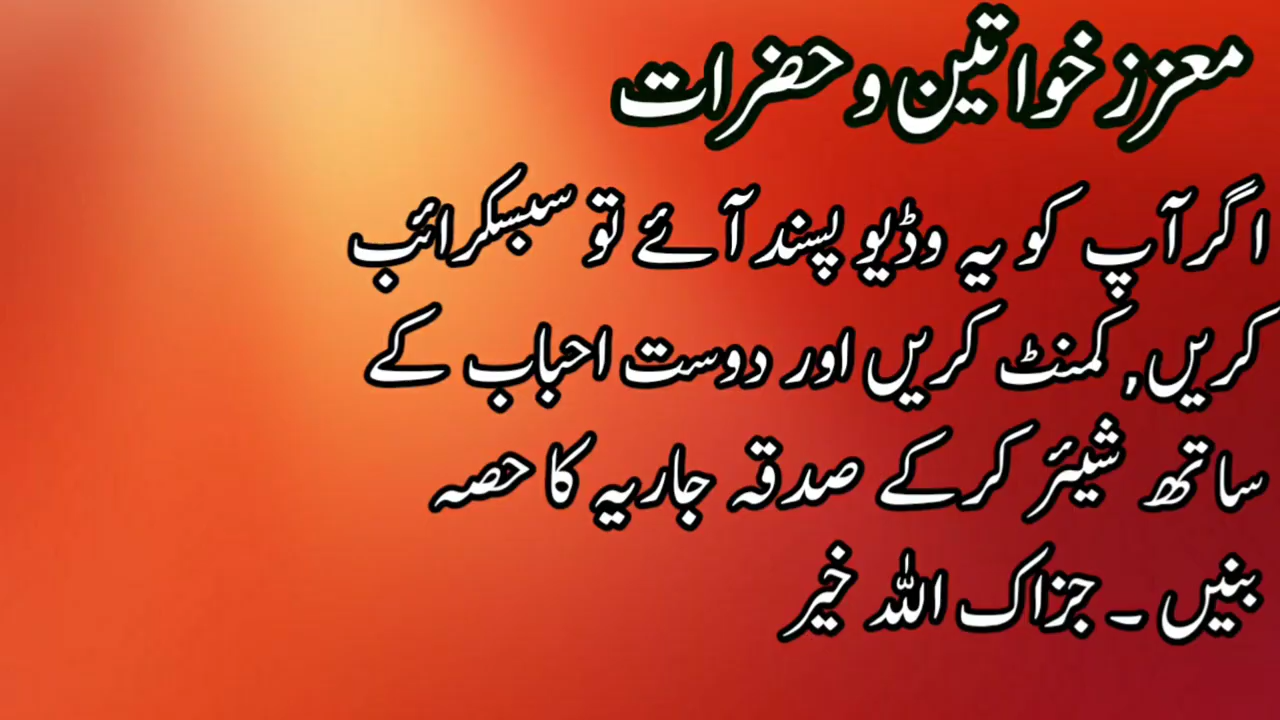 معزز خواتین و حضرات
اگر آپ کو یہ وڈیو پسند آئے تو سبسکرائب
کریں, کمنٹ کریں اور دوست احباب کے
ساتھ شیئر کرکے صدقہ جاریہ کا حصہ
بنیں ۔ جزاک اللہ خیر